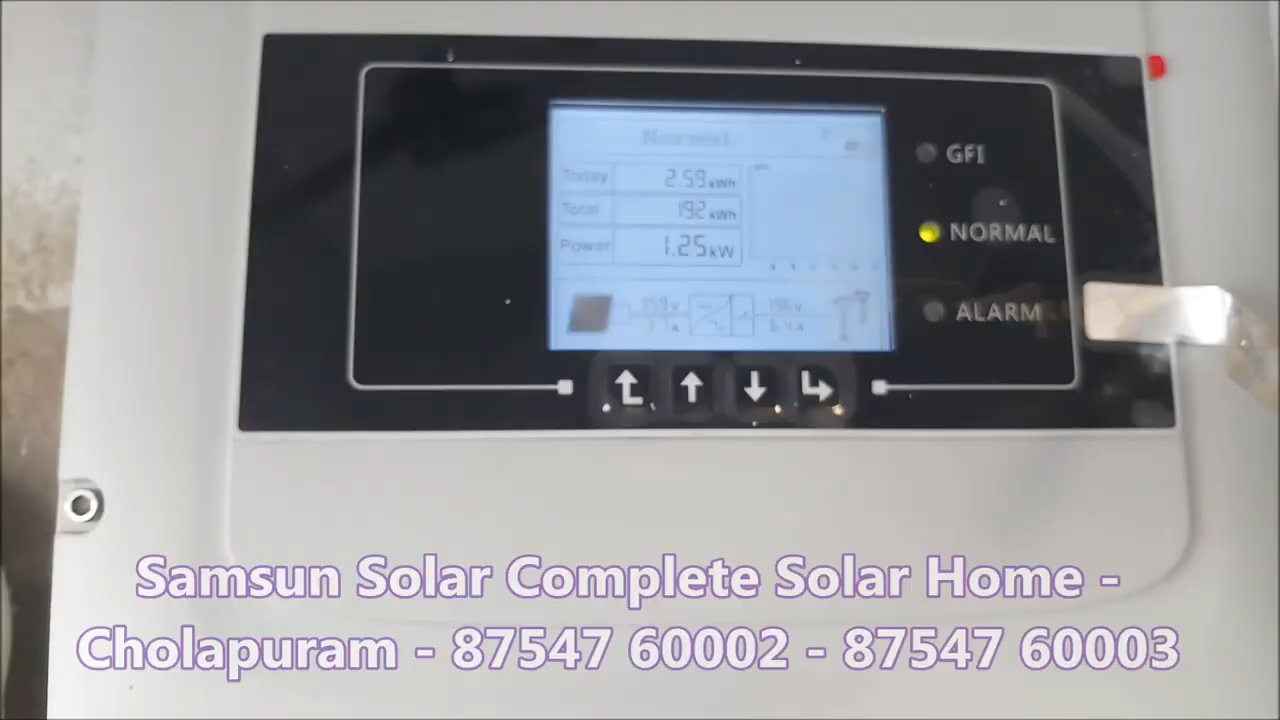 Normal
Today 2.59 kWh
Total 192 kWh
Power 1.25 kW
GFI
NORMAL
ALARM
Samsun Solar Complete Solar Home -
Cholapuram - 87547 60002 - 87547 60003